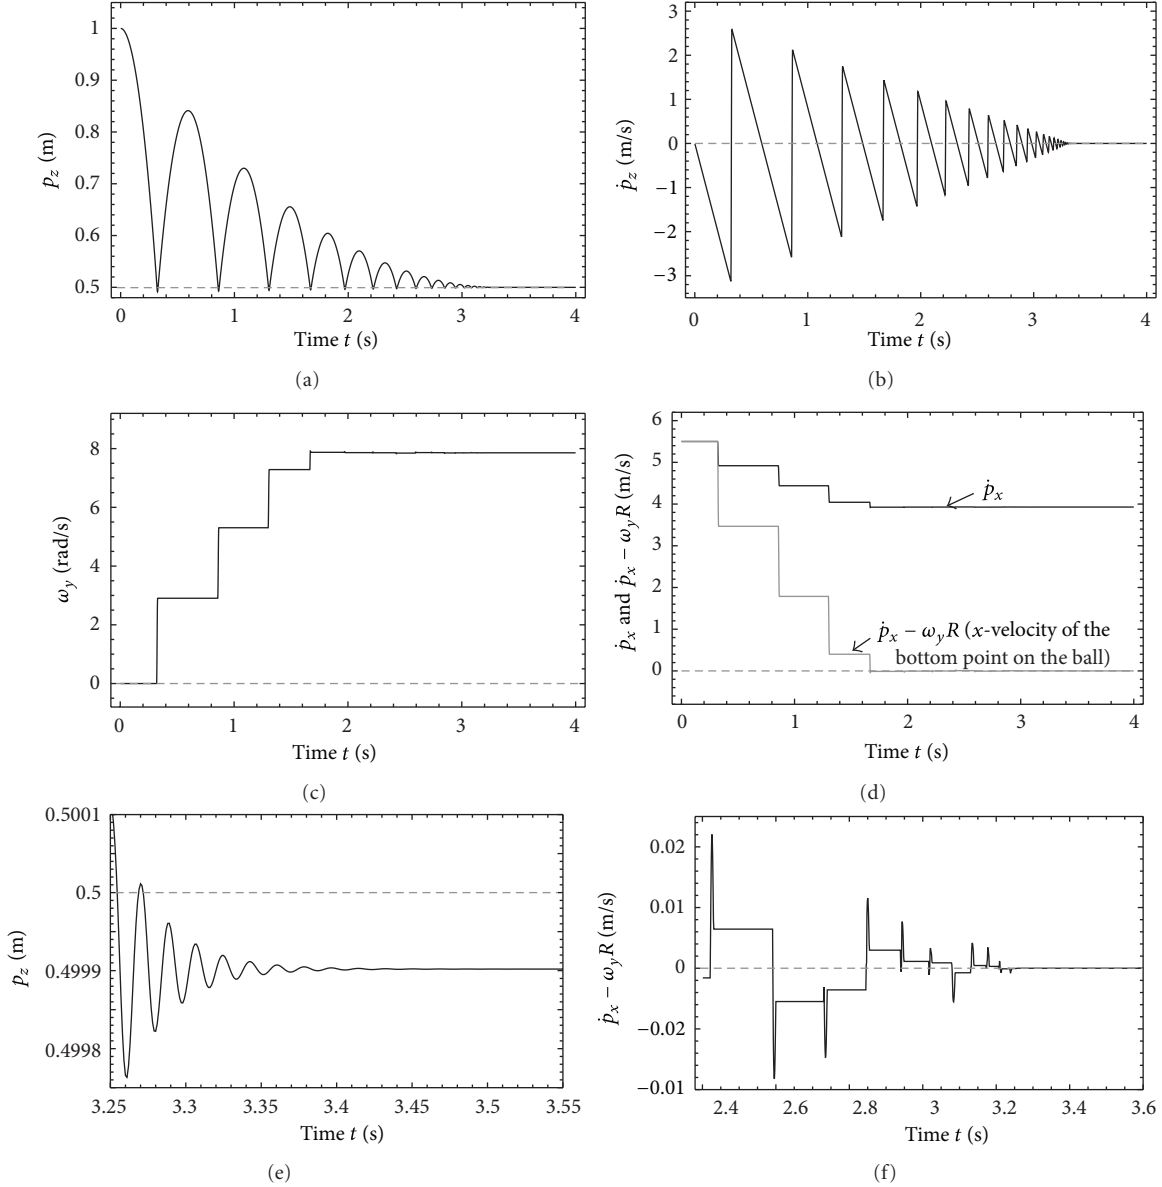 1
0.9
0.8
0.7
0.6
0.5
p_z (m)
0 1 2 3 4
Time t (s)
(a)
3
2
1
0
−1
−2
−3
ṗ_z (m/s)
0 1 2 3 4
Time t (s)
(b)
8
6
4
2
0
ω_y (rad/s)
0 1 2 3 4
Time t (s)
(c)
6
5
4
3
2
1
0
ṗ_x and ṗ_x − ω_yR (m/s)
ṗ_x
ṗ_x − ω_yR (x-velocity of the
bottom point on the ball)
0 1 2 3 4
Time t (s)
(d)
0.5001
0.5
0.4999
0.4998
p_z (m)
3.25 3.3 3.35 3.4 3.45 3.5 3.55
Time t (s)
(e)
0.02
0.01
0
−0.02
−0.01
ṗ_x − ω_yR (m/s)
2.4 2.6 2.8 3 3.2 3.4 3.6
Time t (s)
(f)